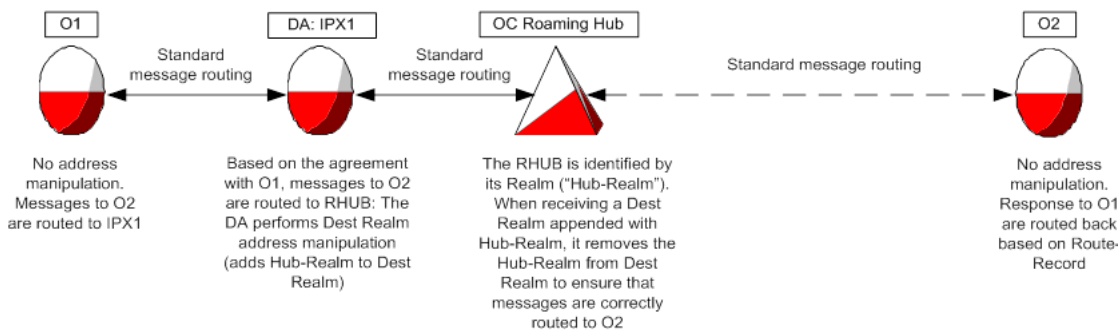 O1
DA: IPX1
OC Roaming Hub
O2
Standard
message routing
Standard
message routing
Standard message routing
No address
manipulation.
Messages to O2
are routed to IPX1
Based on the agreement
with O1, messages to O2
are routed to RHUB: The
DA performs Dest Realm
address manipulation
(adds Hub-Realm to Dest
Realm)
The RHUB is identified by
its Realm (“Hub-Realm”).
When receiving a Dest
Realm appended with
Hub-Realm, it removes the
Hub-Realm from Dest
Realm to ensure that
messages are correctly
routed to O2
No address
manipulation.
Response to O1
are routed back
based on Route-
Record